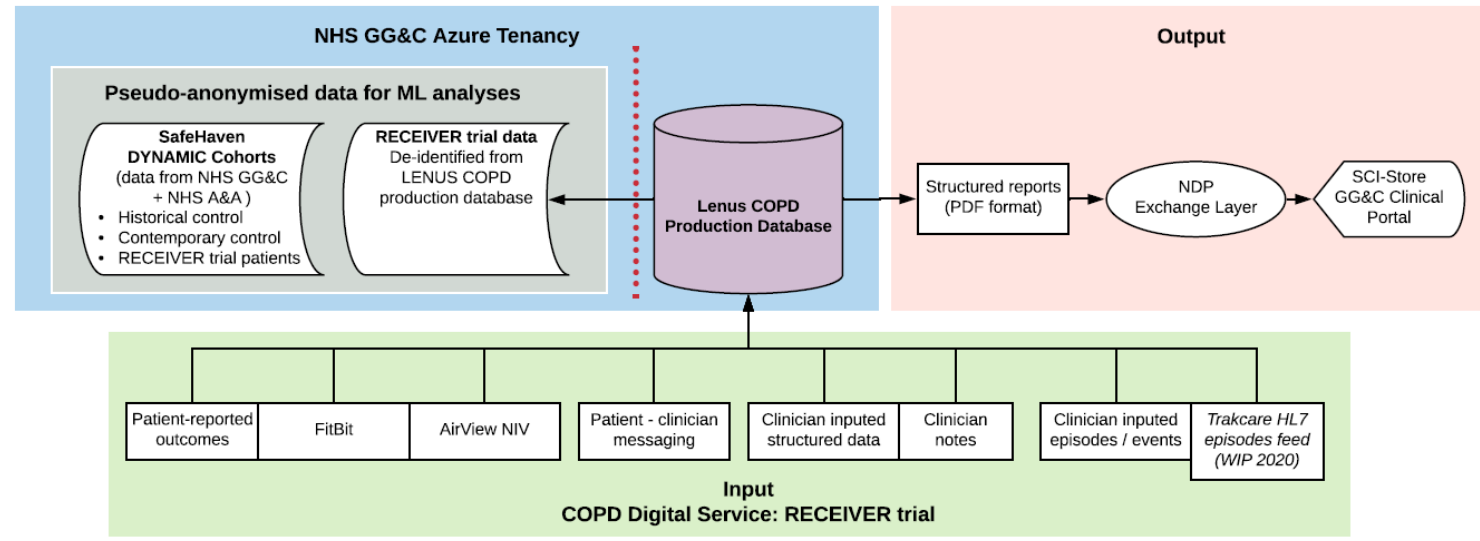 NHS GG&C Azure Tenancy
Pseudo-anonymised data for ML analyses
SafeHaven
DYNAMIC Cohorts
(data from NHS GG&C
+ NHS A&A )
• Historical control
• Contemporary control
• RECEIVER trial patients
RECEIVER trial data
De-identified from
LENUS COPD
production database
Lenus COPD
Production Database
Output
Structured reports
(PDF format)
NDP
Exchange Layer
SCI-Store
GG&C Clinical
Portal
Patient-reported
outcomes
FitBit
AirView NIV
Patient - clinician
messaging
Clinician inputed
structured data
Clinician
notes
Clinician inputed
episodes / events
Trakcare HL7
episodes feed
(WIP 2020)
Input
COPD Digital Service: RECEIVER trial